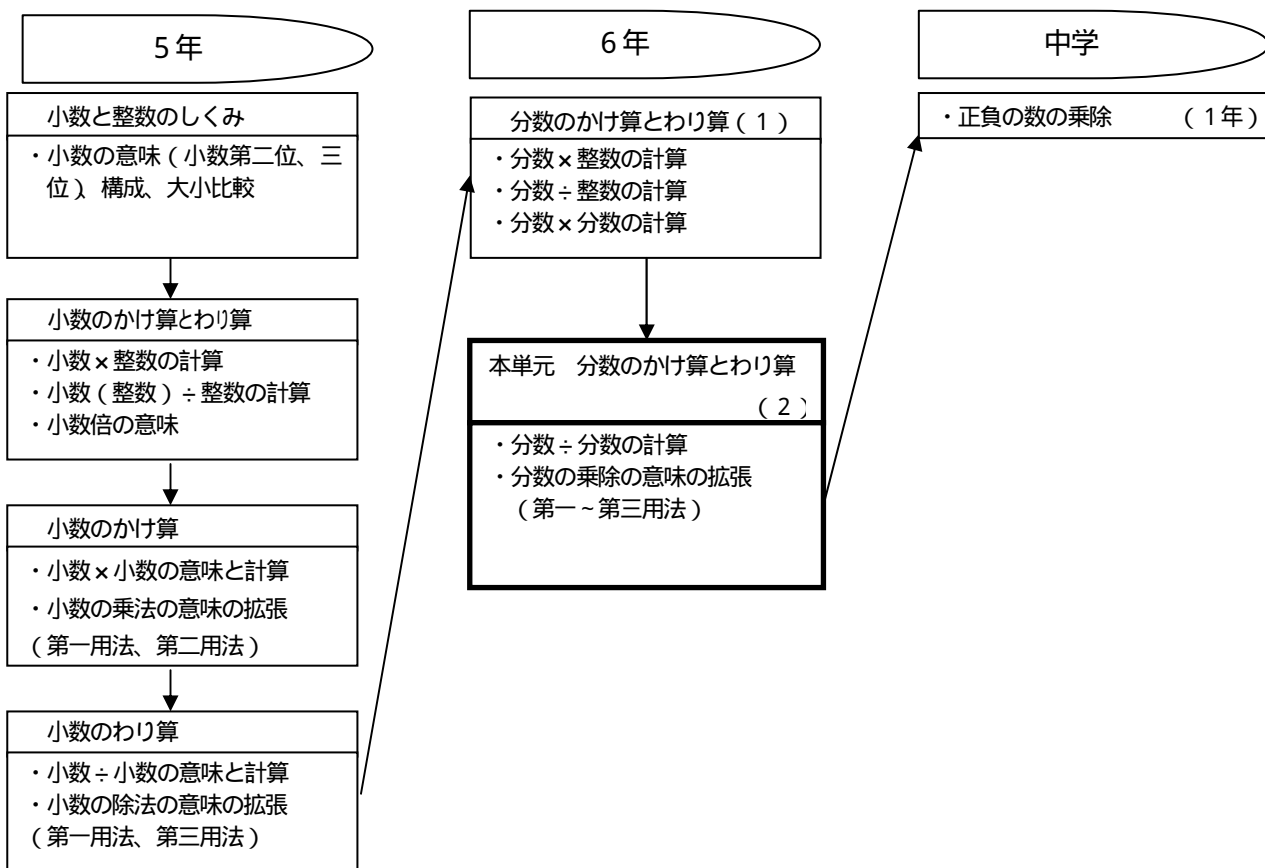 5年
小数と整数のしくみ
・小数の意味(小数第二位、三
位)、構成、大小比較
小数のかけ算とわり算
・小数×整数の計算
・小数(整数)÷整数の計算
・小数倍の意味
小数のかけ算
・小数×小数の意味と計算
・小数の乗法の意味の拡張
(第一用法、第二用法)
小数のわり算
・小数÷小数の意味と計算
・小数の除法の意味の拡張
(第一用法、第三用法)
6年
分数のかけ算とわり算(1)
・分数×整数の計算
・分数÷整数の計算
・分数×分数の計算
本単元 分数のかけ算とわり算
(2)
・分数÷分数の計算
・分数の乗除の意味の拡張
(第一~第三用法)
中学
・正負の数の乗除 (1年)